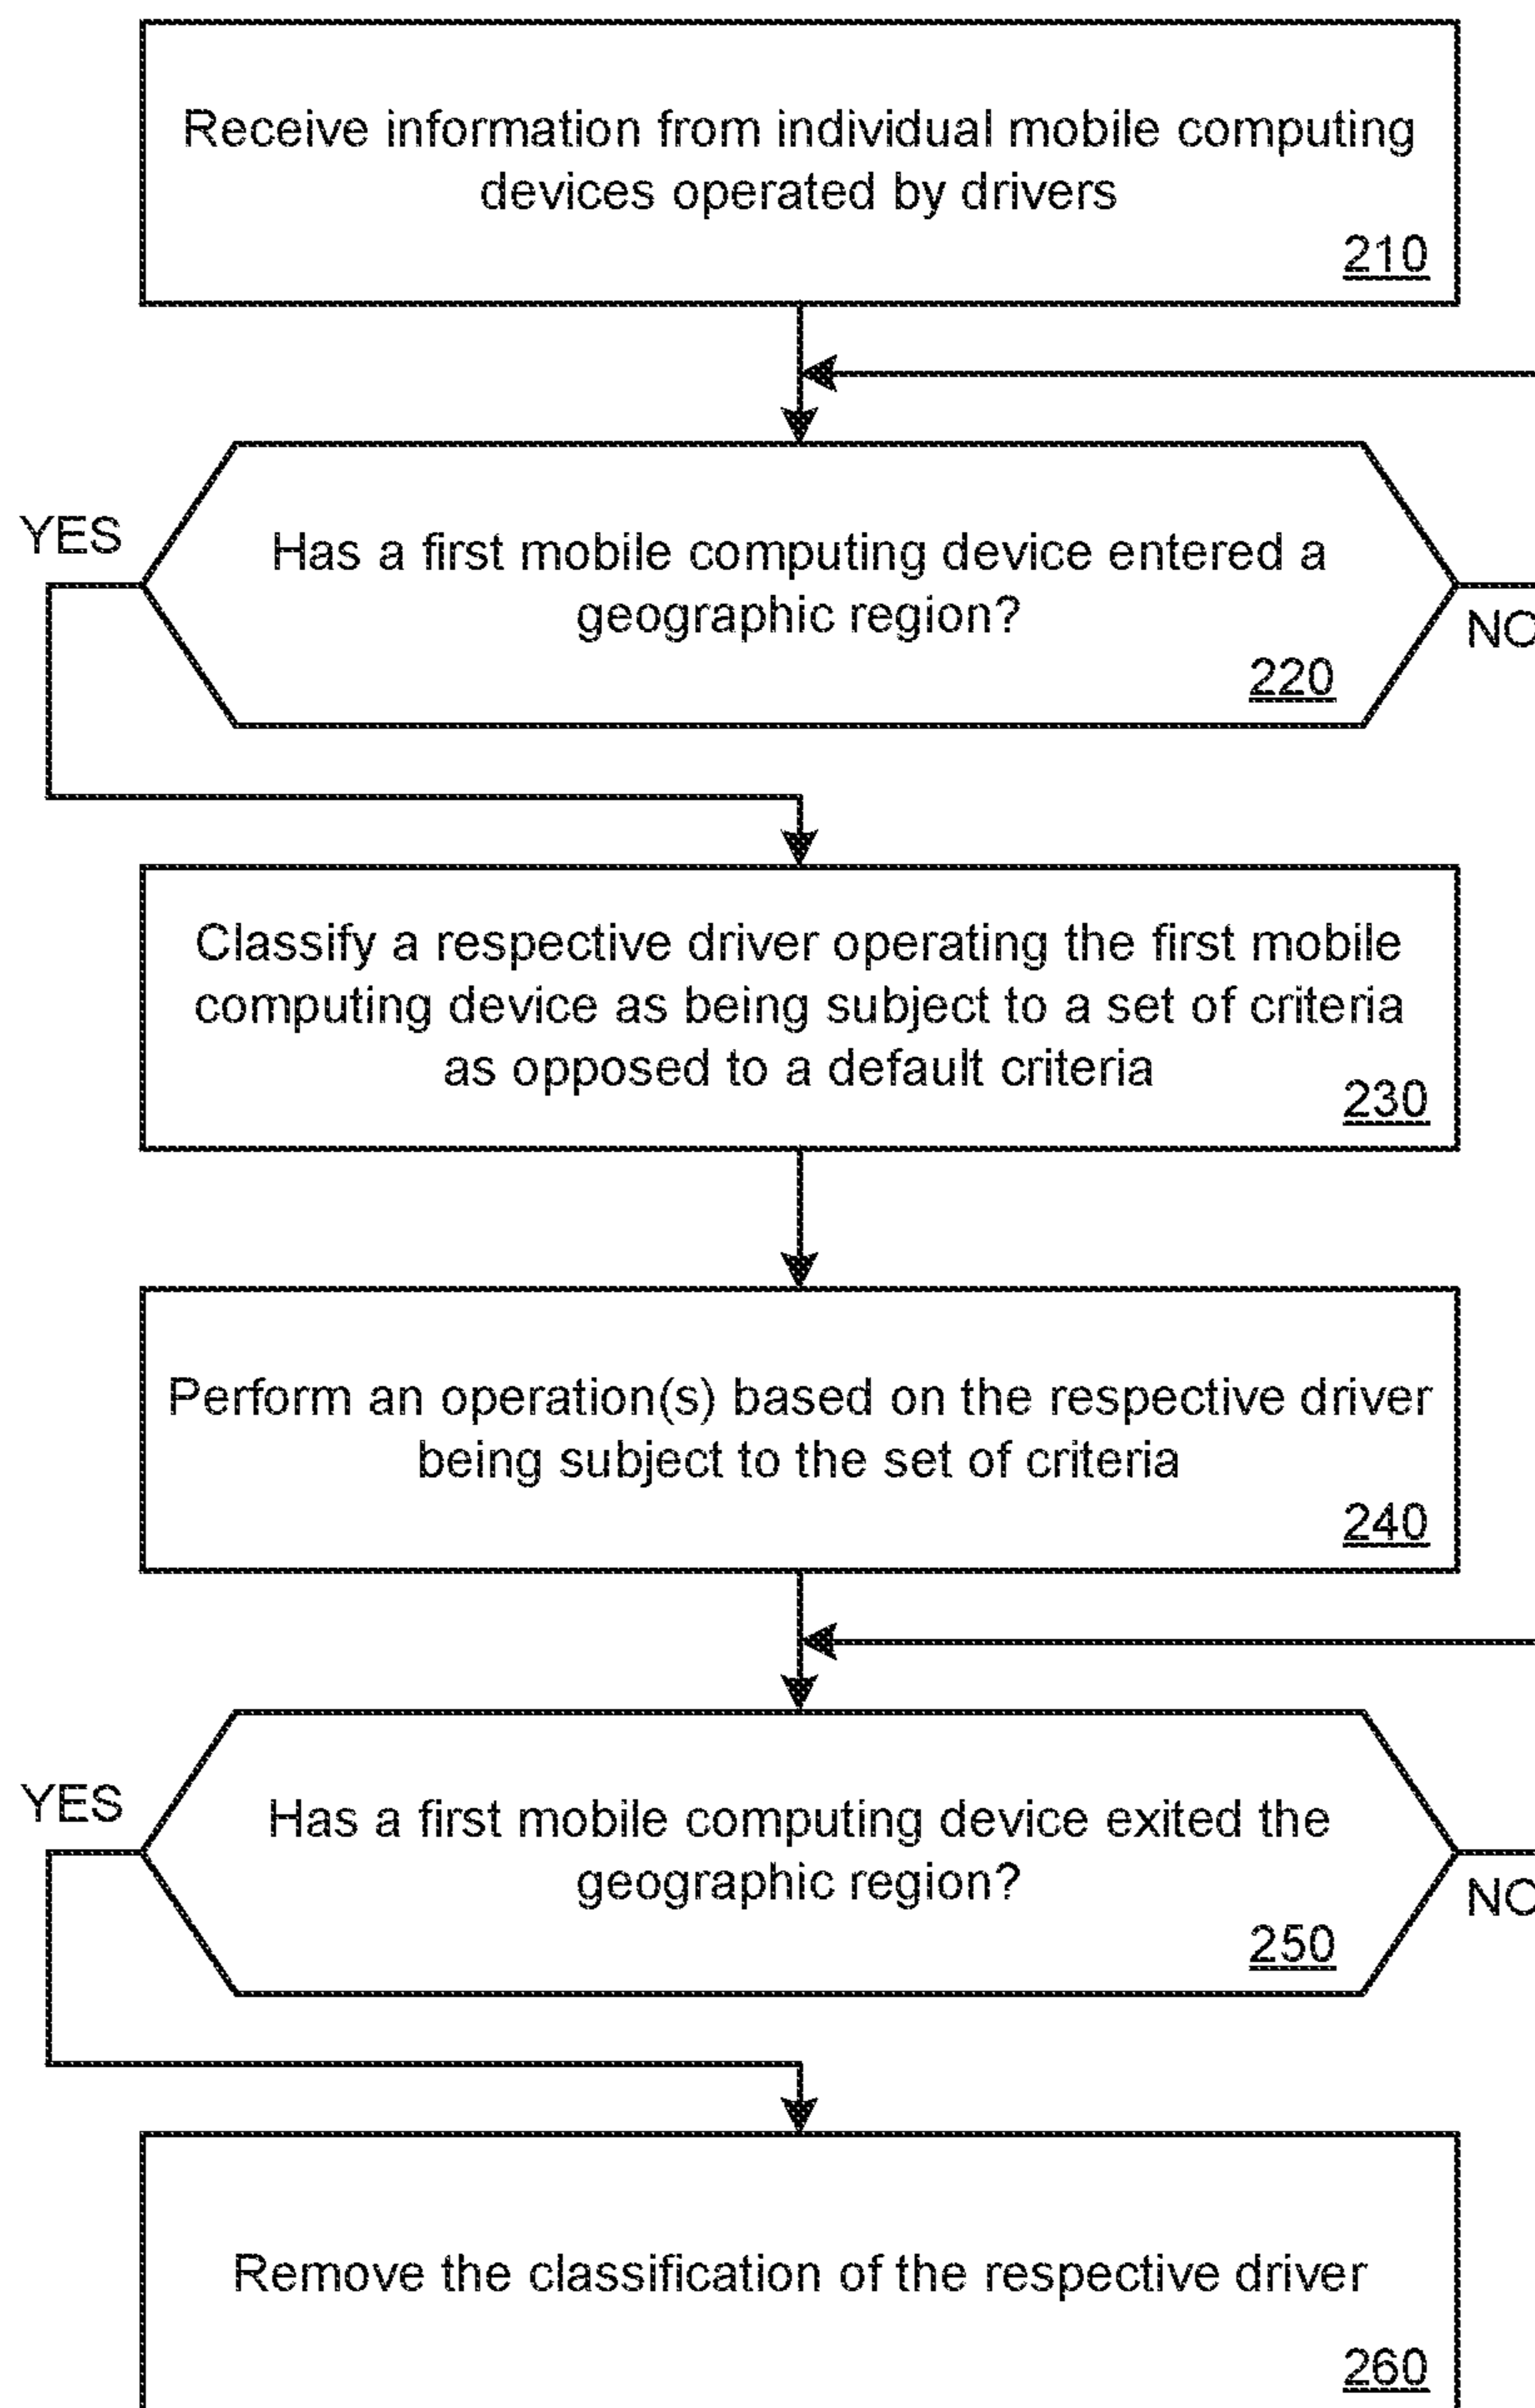 Receive information from individual mobile computing
devices operated by drivers
210
YES
Has a first mobile computing device entered a
geographic region?
NO
220
Classify a respective driver operating the first mobile
computing device as being subject to a set of criteria
as opposed to a default criteria
230
Perform an operation(s) based on the respective driver
being subject to the set of criteria
240
YES
Has a first mobile computing device exited the
geographic region?
NO
250
Remove the classification of the respective driver
260